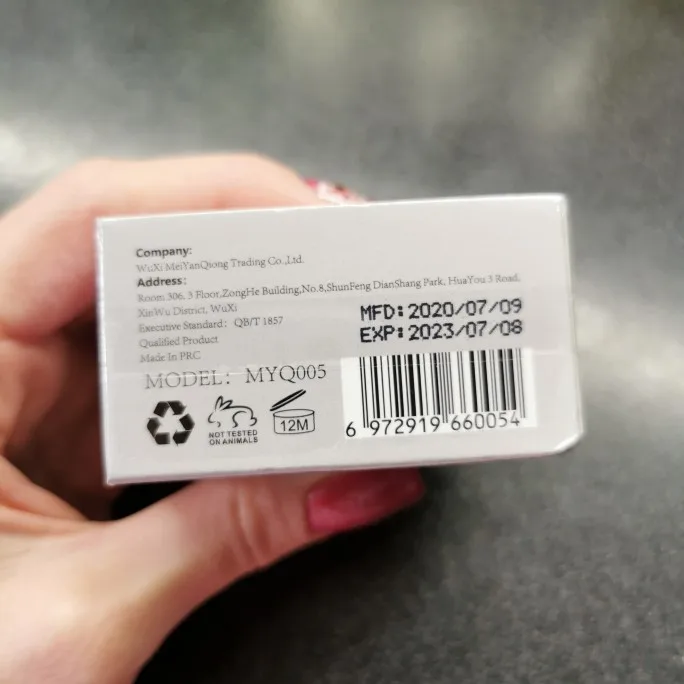 Company:
WuXi MeiYanQiong Trading Co.,Ltd.
Address:
Room 306, 3 Floor,ZongHe Building,No.8,ShunFeng DianShang Park, HuaYou 3 Road,
XinWu District, WuXi
Executive Standard: QB/T 1857
Qualified Product
Made In PRC
MFD:2020/07/09
EXP:2023/07/08
MODEL: MYQ005
NOT TESTED
ON ANIMALS
12M
6 972919 660054